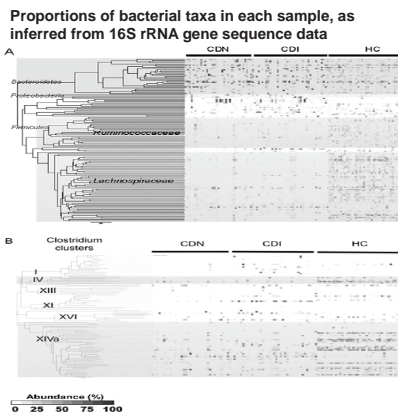 Proportions of bacterial taxa in each sample, as
inferred from 16S rRNA gene sequence data
A
CDN CDI HC
Bacteroidetes
Proteobacteria
Firmicutes
Ruminococcaceae
Lachnospiraceae
B
Clostridium
clusters
CDN CDI HC
I
IV
XIII
XI
XVI
XIVa
Abundance (%)
0 25 50 75 100